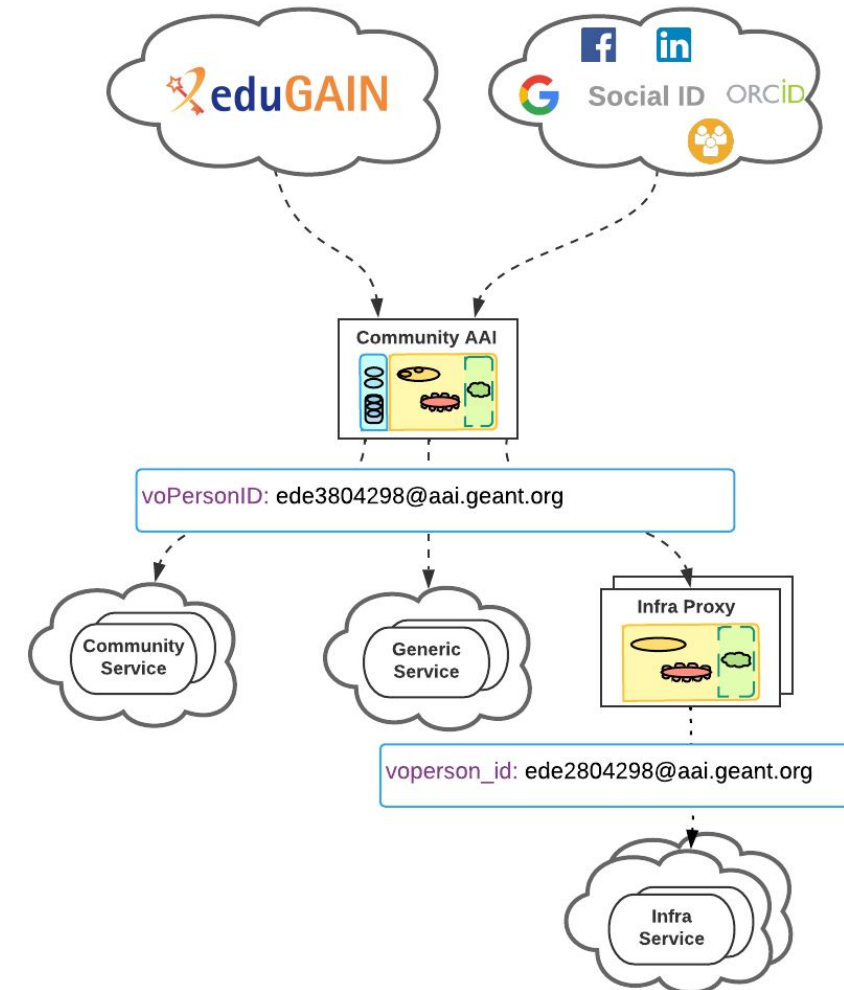 eduGAIN
Social ID
ORCiD
Community AAI
voPersonID: ede3804298@aai.geant.org
Community
Service
Generic
Service
Infra Proxy
voperson_id: ede2804298@aai.geant.org
Infra
Service